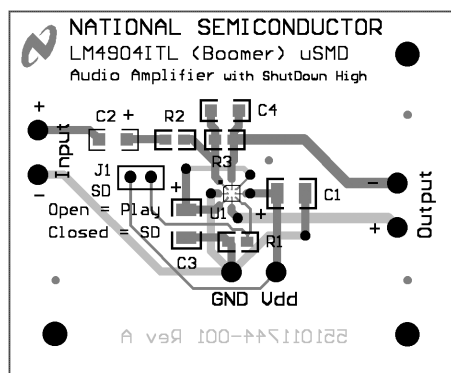 NATIONAL SEMICONDUCTOR
LM4904ITL (Boomer) uSMD
Audio Amplifier with ShutDown High
+
C2 +
R2
C4
Input
R3
J1
-
SD
+
U1
+
C1
-
Output
+
Open = Play
Closed = SD
R1
C3
GND Vdd
551011744-001 Rev A